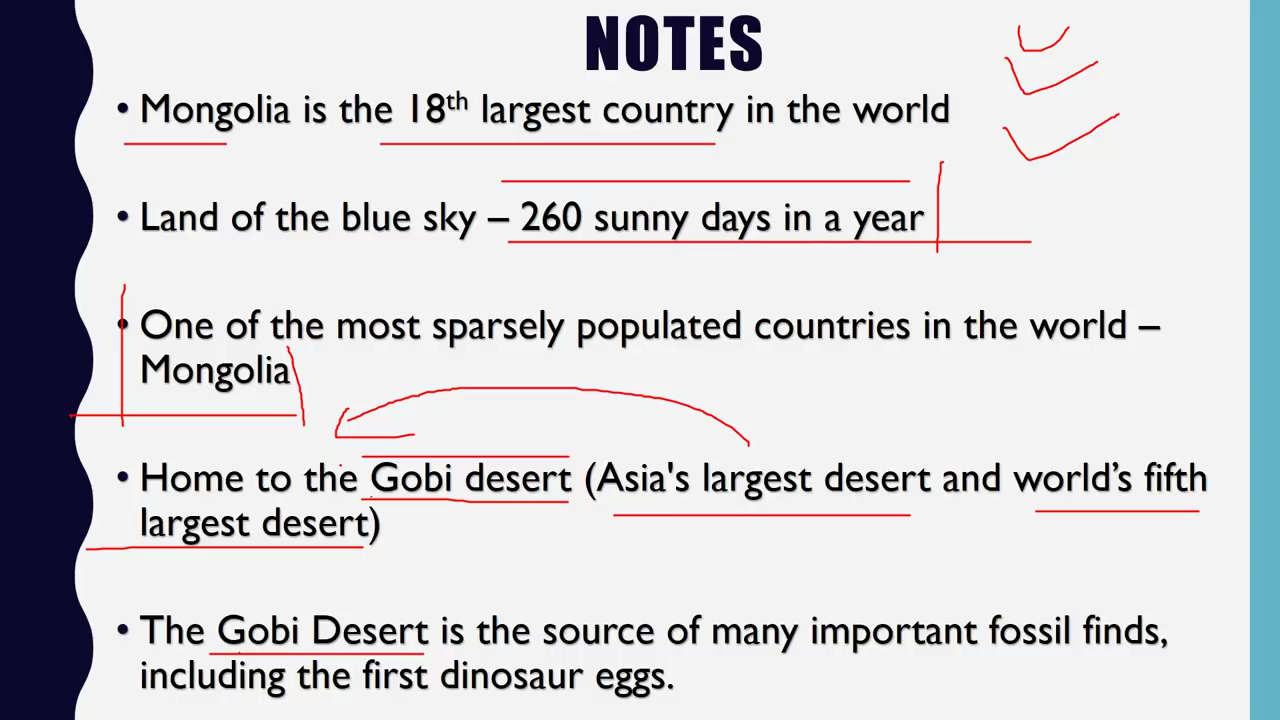 NOTES
• Mongolia is the 18th largest country in the world
• Land of the blue sky – 260 sunny days in a year
• One of the most sparsely populated countries in the world –
Mongolia
• Home to the Gobi desert (Asia's largest desert and world’s fifth
largest desert)
• The Gobi Desert is the source of many important fossil finds,
including the first dinosaur eggs.